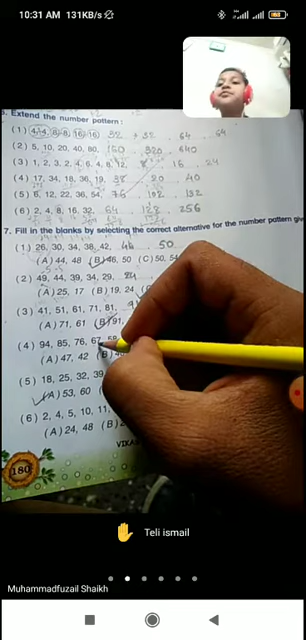 10:31 AM 131KB/s
Extend the number pattern :
(1) 4, 4, 8, 8, 16, 16, 32 32 64 64
(2) 5, 10, 20, 40, 80, 160 320 640
(3) 1, 2, 3, 2, 4, 6, 4, 8, 12, 8 16 24
(4) 17, 34, 18, 36, 19, 38 20 40
(5) 6, 12, 22, 36, 54, 76 102 132
(6) 2, 4, 8, 16, 32, 64 128 256
7. Fill in the blanks by selecting the correct alternative for the number pattern
(1) 26, 30, 34, 38, 42, 46 50
(A) 44, 48 (B) 46, 50 (C) 50, 54
(2) 49, 44, 39, 34, 29, 24
(A) 25, 17 (B) 19, 24
(3) 41, 51, 61, 71, 81,
(A) 71, 61 (B) 91,
(4) 94, 85, 76, 67, 58
(A) 47, 42 (B)
(5) 18, 25, 32, 39
(A) 53, 60
(6) 2, 4, 5, 10, 11,
(A) 24, 48 (B)
180
VIKAS
Teli ismail
Muhammadfuzail Shaikh